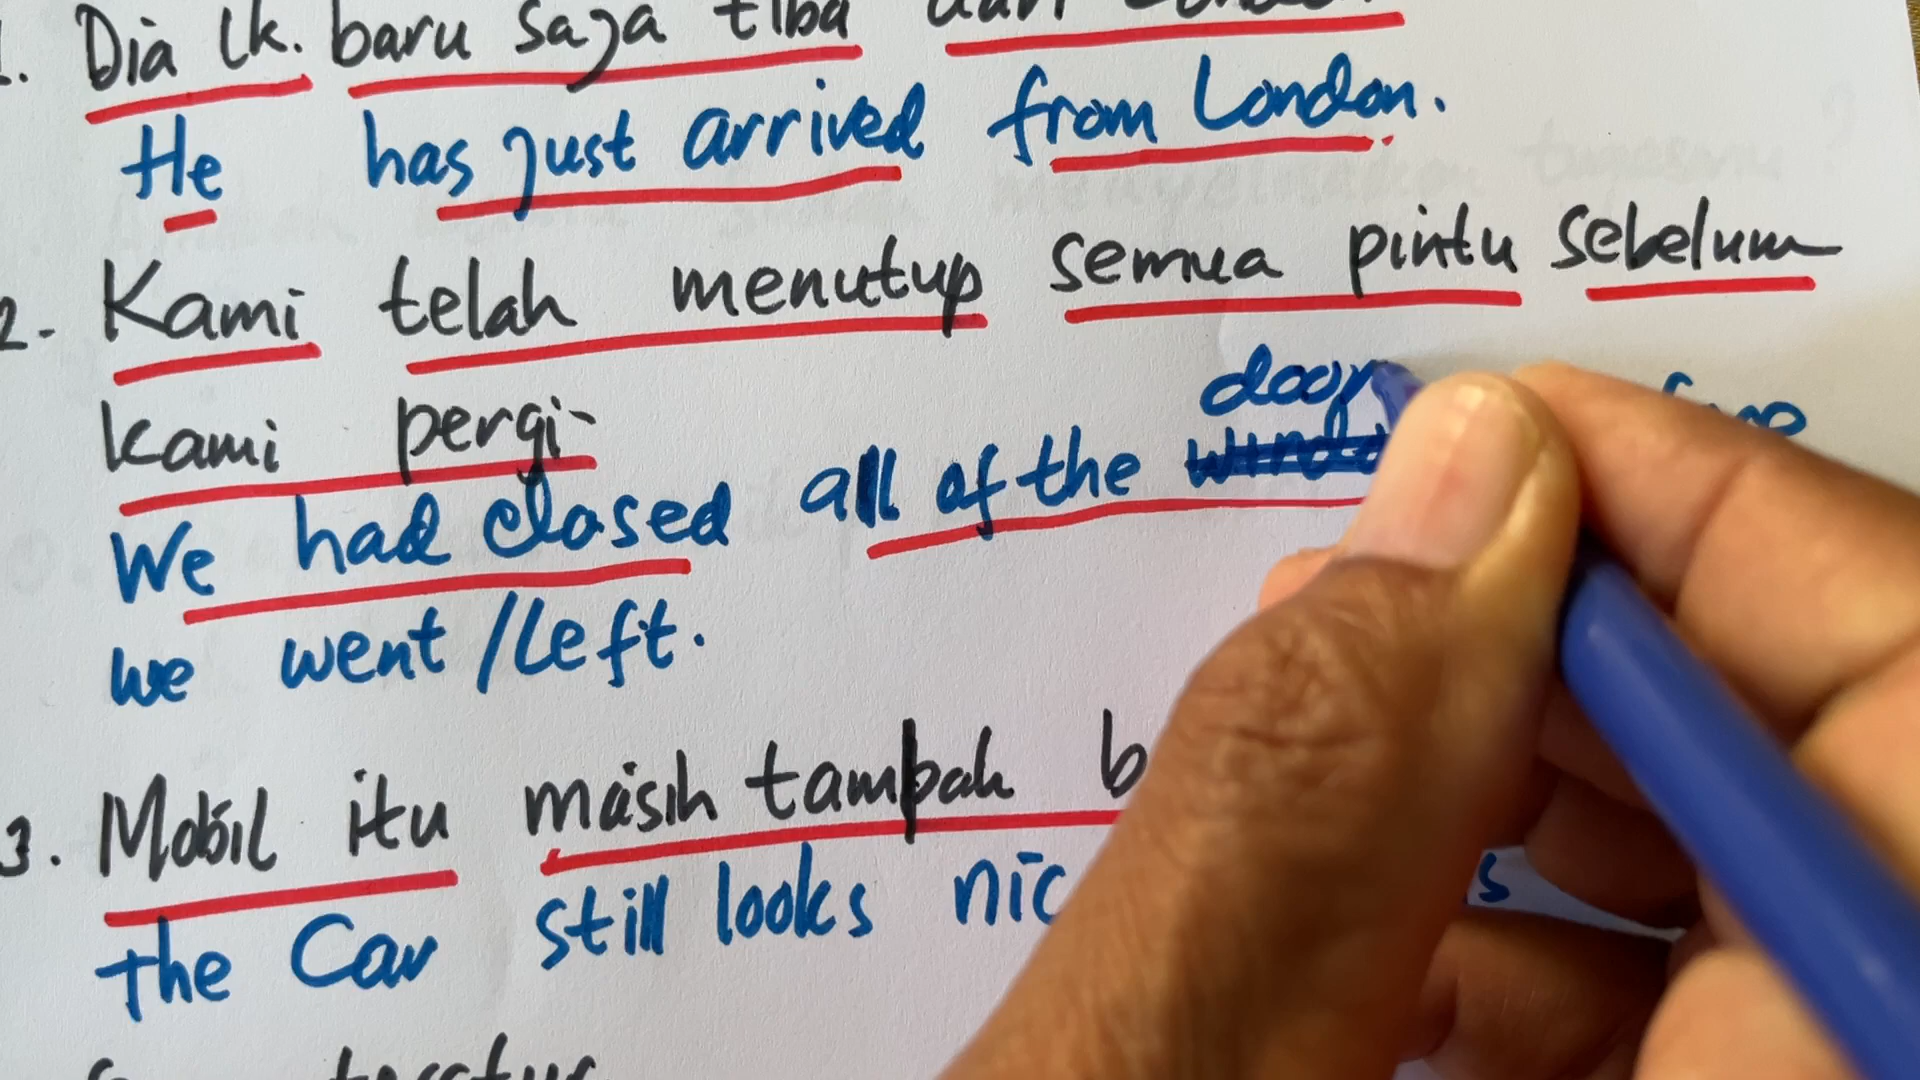 1. Dia lk. baru saja tiba dari
He has just arrived from London.
2. Kami telah menutup semua pintu sebelum
kami pergi
door
We had closed all of the
we went/left.
3. Mobil itu masih tampak b
the Car still looks nic s